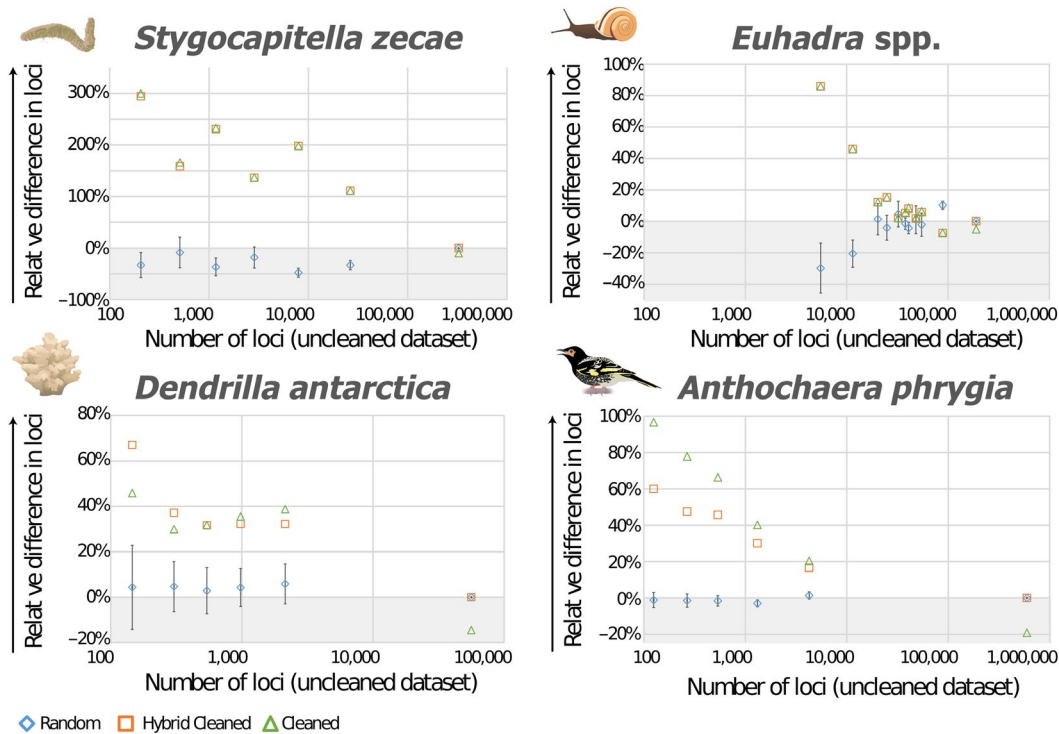 Stygocapitella zecae
Relat ve difference in loci
300%
200%
100%
0%
−100%
100 1,000 10,000 100,000 1,000,000
Number of loci (uncleaned dataset)
Euhadra spp.
Relat ve difference in loci
100%
80%
60%
40%
20%
0%
−20%
−40%
100 1,000 10,000 100,000 1,000,000
Number of loci (uncleaned dataset)
Dendrilla antarctica
Relat ve difference in loci
80%
60%
40%
20%
0%
−20%
100 1,000 10,000 100,000
Number of loci (uncleaned dataset)
Anthochaera phrygia
Relat ve difference in loci
100%
80%
60%
40%
20%
0%
−20%
100 1,000 10,000 100,000 1,000,000
Number of loci (uncleaned dataset)
Random Hybrid Cleaned Cleaned